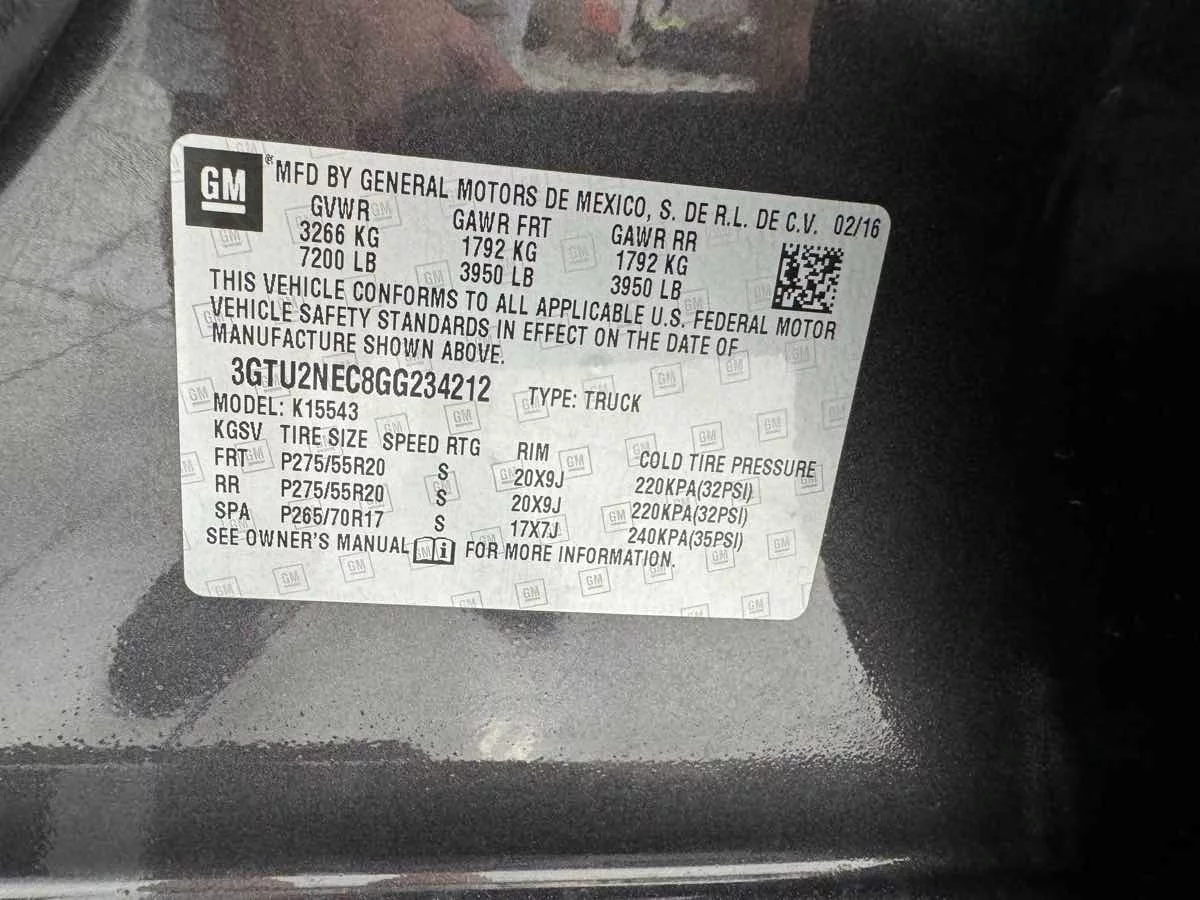 GM ® MFD BY GENERAL MOTORS DE MEXICO, S. DE R.L. DE C.V. 02/16
GVWR GAWR FRT GAWR RR
3266 KG 1792 KG 1792 KG
7200 LB 3950 LB 3950 LB
THIS VEHICLE CONFORMS TO ALL APPLICABLE U.S. FEDERAL MOTOR
VEHICLE SAFETY STANDARDS IN EFFECT ON THE DATE OF
MANUFACTURE SHOWN ABOVE.
3GTU2NEC8GG234212 TYPE: TRUCK
MODEL: K15543
KGSV TIRE SIZE SPEED RTG RIM COLD TIRE PRESSURE
FRT P275/55R20 S 20X9J 220KPA(32PSI)
RR P275/55R20 S 20X9J 220KPA(32PSI)
SPA P265/70R17 S 17X7J 240KPA(35PSI)
SEE OWNER'S MANUAL i FOR MORE INFORMATION.